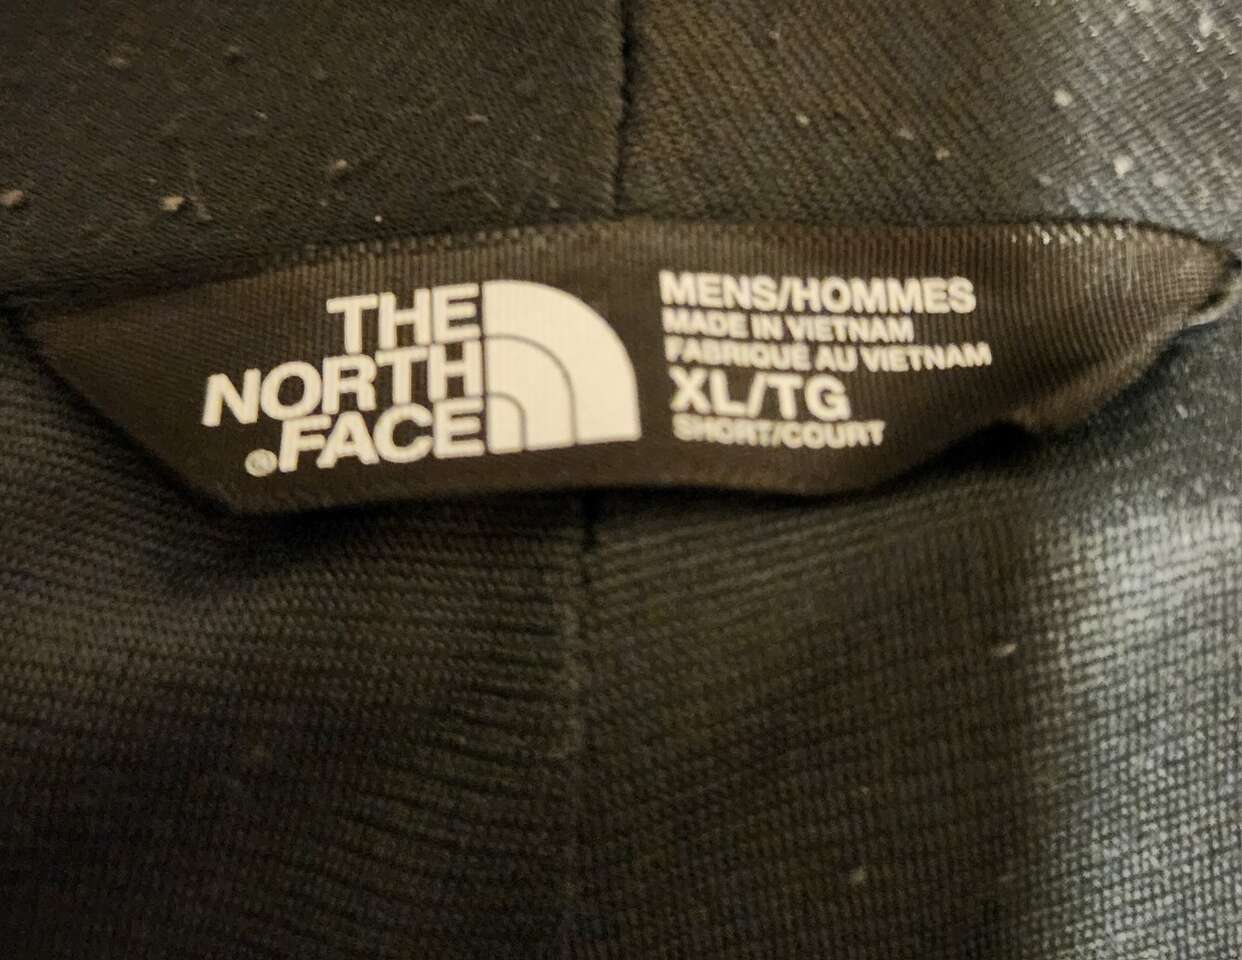 THE
NORTH
FACE
®
MENS/HOMMES
MADE IN VIETNAM
FABRIQUÉ AU VIETNAM
XL/TG
SHORT/COURT